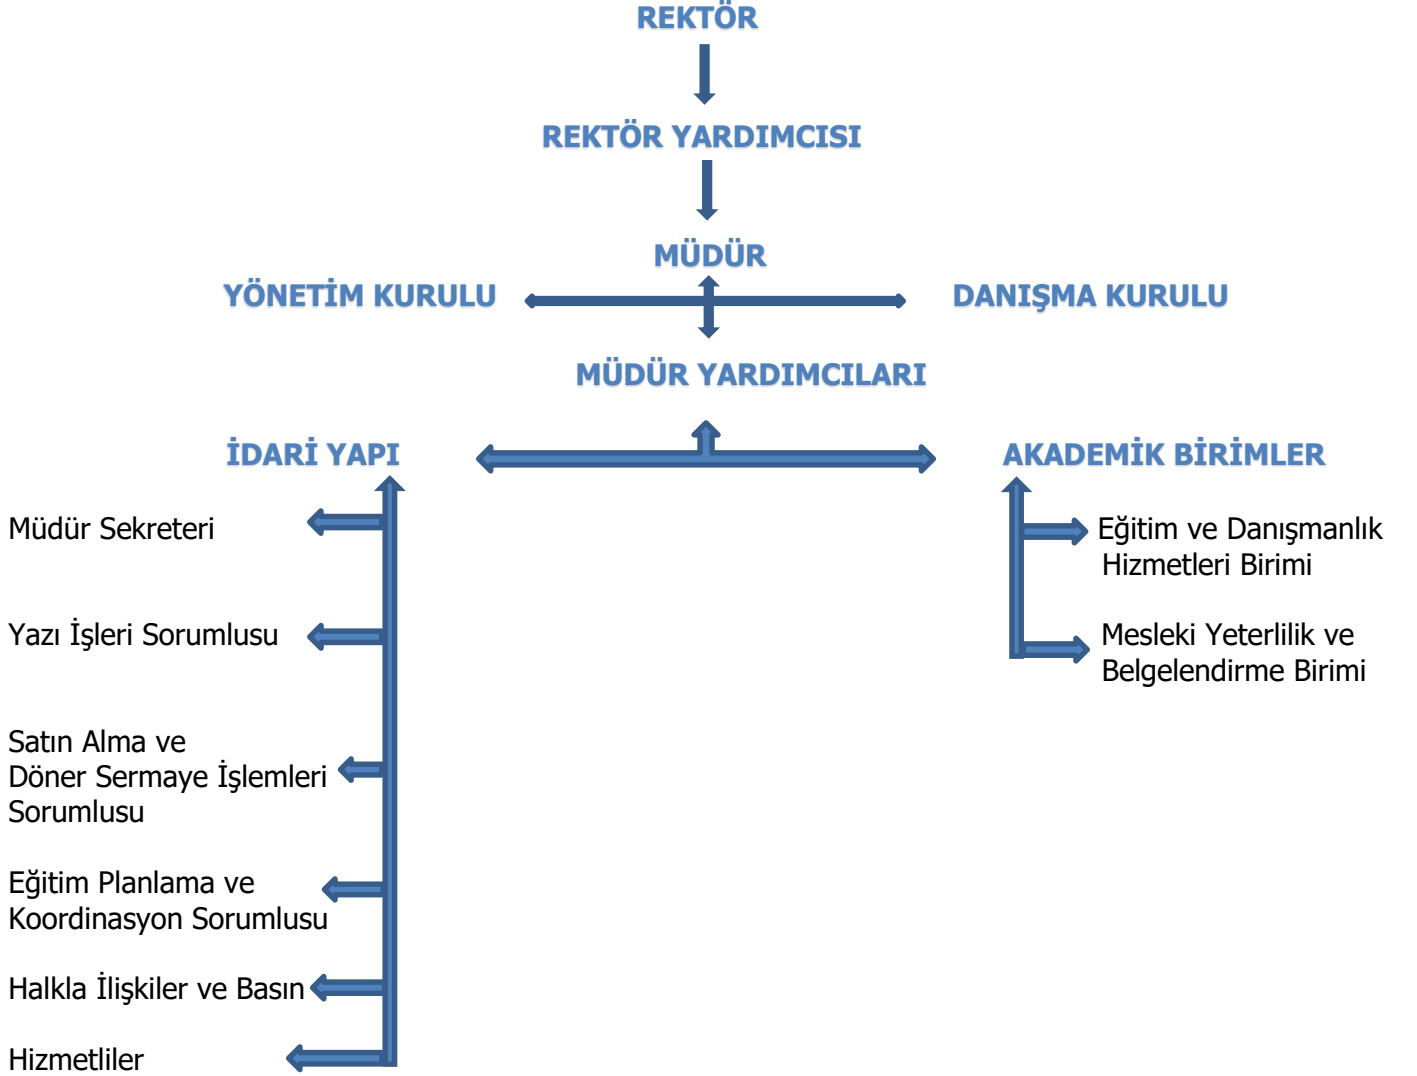 REKTÖR
REKTÖR YARDIMCISI
MÜDÜR
YÖNETİM KURULU
DANIŞMA KURULU
MÜDÜR YARDIMCILARI
İDARİ YAPI
AKADEMİK BİRİMLER
Müdür Sekreteri
Yazı İşleri Sorumlusu
Satın Alma ve
Döner Sermaye İşlemleri
Sorumlusu
Eğitim Planlama ve
Koordinasyon Sorumlusu
Halkla İlişkiler ve Basın
Hizmetliler
Eğitim ve Danışmanlık
Hizmetleri Birimi
Mesleki Yeterlilik ve
Belgelendirme Birimi